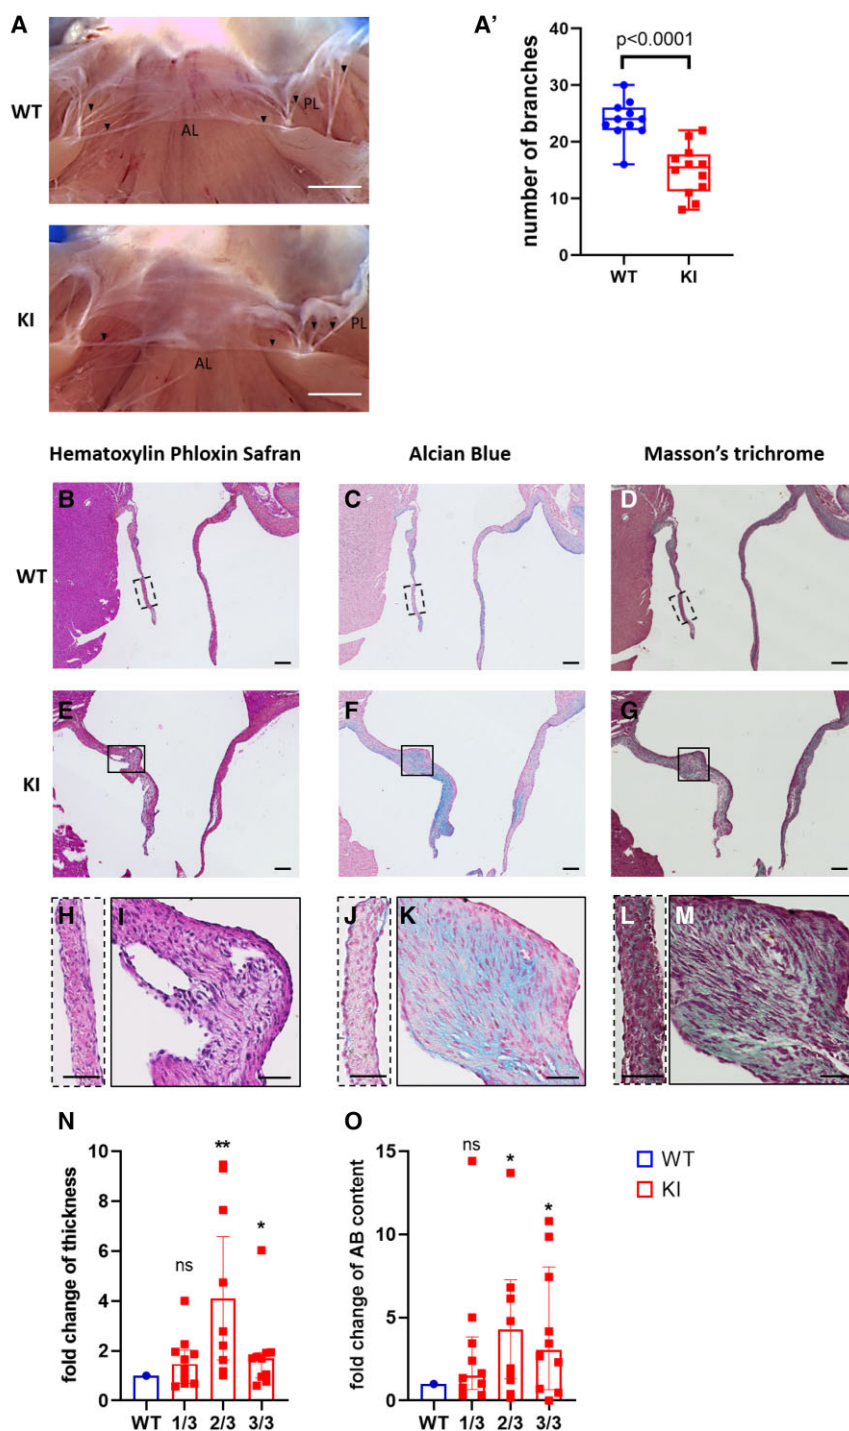 A
WT
PL
AL
KI
PL
AL
A'
p<0.0001
number of branches
40
30
20
10
0
WT
KI
Hematoxylin Phloxin Safran
Alcian Blue
Masson's trichrome
WT
B
C
D
KI
E
F
G
H
I
J
K
L
M
N
fold change of thickness
10
8
6
4
2
0
ns
**
*
WT
1/3
2/3
3/3
O
fold change of AB content
15
10
5
0
ns
*
*
WT
1/3
2/3
3/3
WT
KI